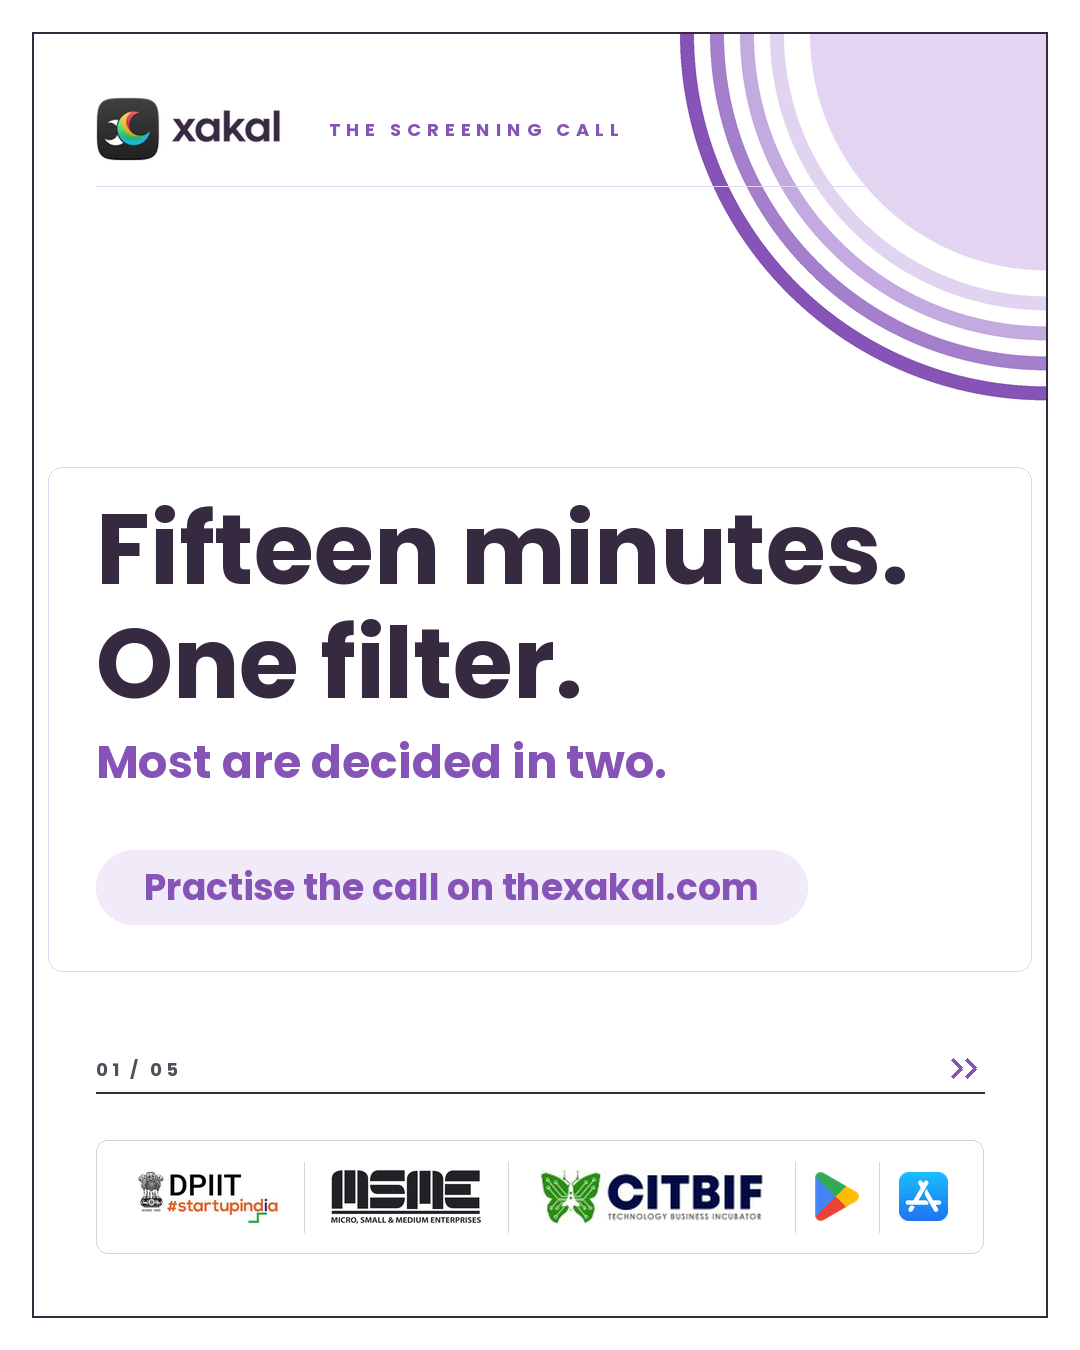 xakal
THE SCREENING CALL
Fifteen minutes.
One filter.
Most are decided in two.
Practise the call on thexakal.com
01 / 05
DPIIT
#startupindia
MSME
MICRO, SMALL & MEDIUM ENTERPRISES
CITBIF
TECHNOLOGY BUSINESS INCUBATOR